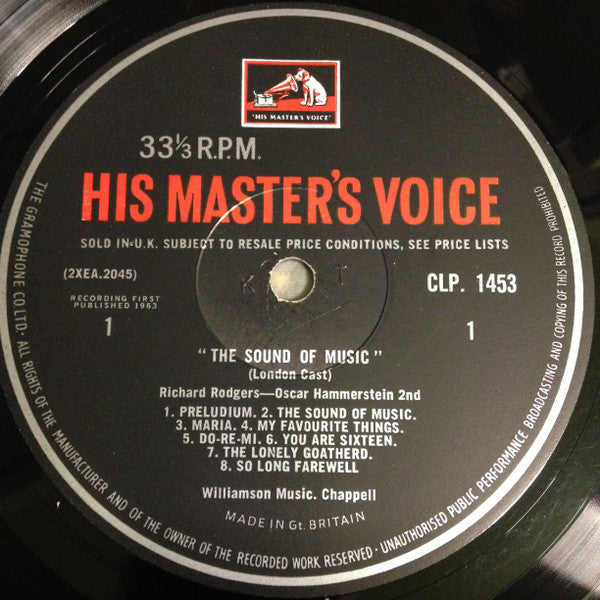 "HIS MASTER'S VOICE"
33⅓ R.P.M.
HIS MASTER'S VOICE
SOLD IN U.K. SUBJECT TO RESALE PRICE CONDITIONS, SEE PRICE LISTS
(2XEA.2045)
CLP. 1453
RECORDING FIRST
PUBLISHED 1963
1
1
"THE SOUND OF MUSIC"
(London Cast)
Richard Rodgers—Oscar Hammerstein 2nd
1. PRELUDIUM. 2. THE SOUND OF MUSIC.
3. MARIA. 4. MY FAVOURITE THINGS.
5. DO-RE-MI. 6. YOU ARE SIXTEEN.
7. THE LONELY GOATHERD.
8. SO LONG FAREWELL
Williamson Music. Chappell
MADE IN Gt. BRITAIN
THE GRAMOPHONE CO. LTD. ALL RIGHTS OF THE MANUFACTURER AND OF THE OWNER OF THE RECORDED WORK RESERVED · UNAUTHORISED PUBLIC PERFORMANCE BROADCASTING AND COPYING OF THIS RECORD PROHIBITED